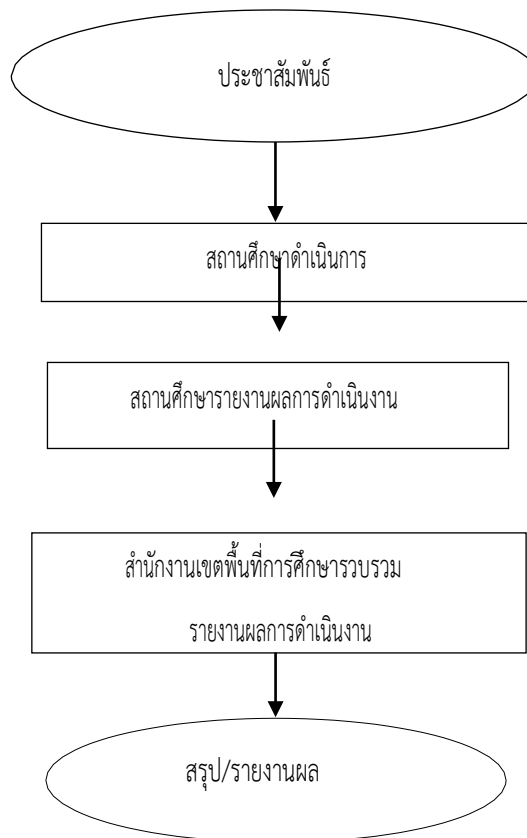 ประชาสัมพันธ์
สถานศึกษาดำเนินการ
สถานศึกษารายงานผลการดำเนินงาน
สำนักงานเขตพื้นที่การศึกษารวบรวม
รายงานผลการดำเนินงาน
สรุป/รายงานผล